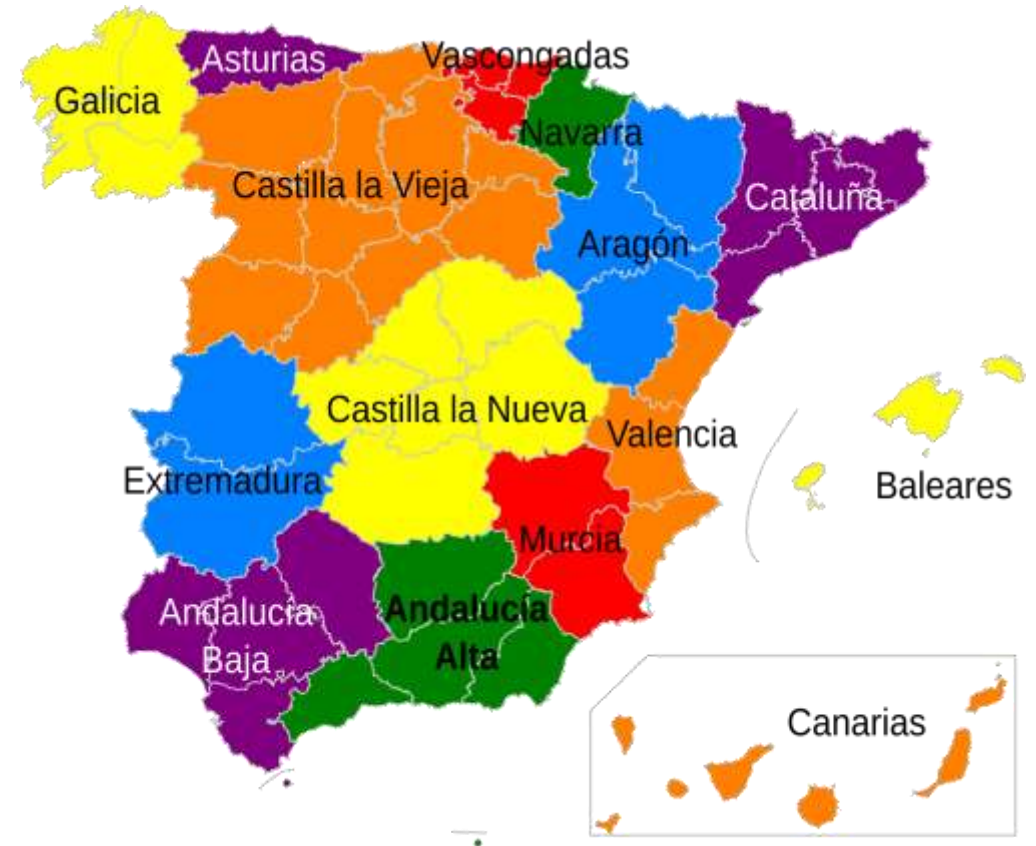 Asturias
Vascongadas
Galicia
Navarra
Castilla la Vieja
Cataluña
Aragón
Castilla la Nueva
Valencia
Extremadura
Baleares
Murcia
Andalucía
Baja
Andalucía
Alta
Canarias